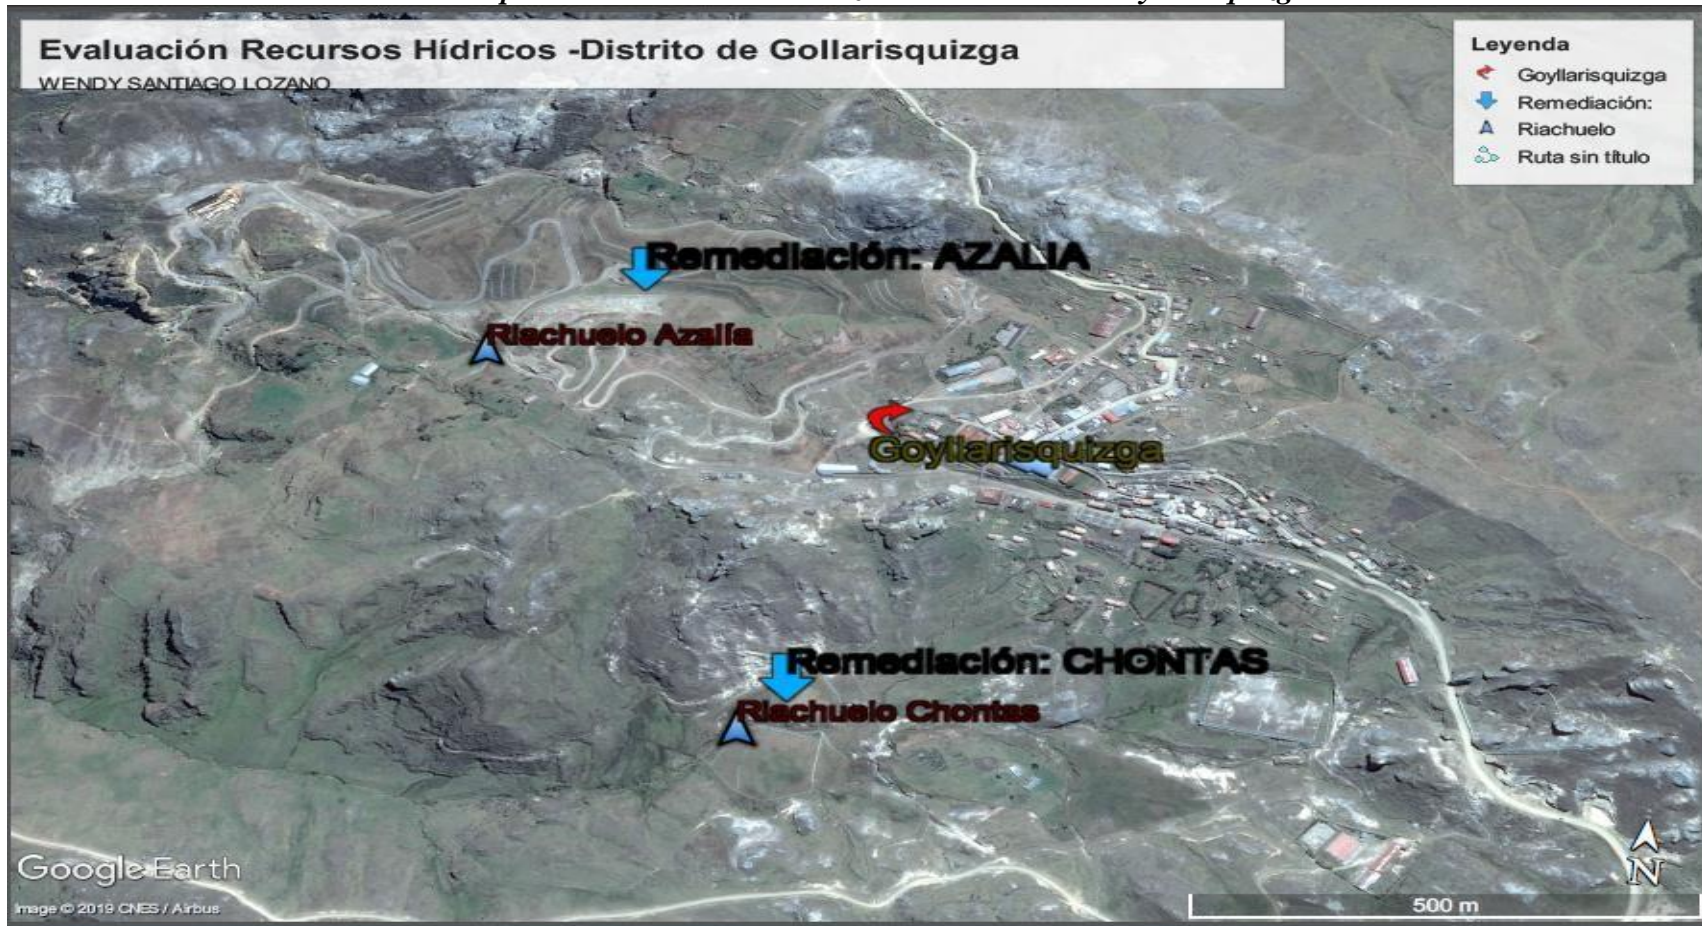 Evaluación Recursos Hídricos -Distrito de Gollarisquizga
WENDY SANTIAGO LOZANO
Leyenda
Goyllarisquizga
Remediación:
Riachuelo
Ruta sin título
Remediación: AZALIA
Riachuelo Azalía
Goyllarisquizga
Remediación: CHONTAS
Riachuelo Chontas
N
Google Earth
Image © 2019 CNES / Airbus
500 m